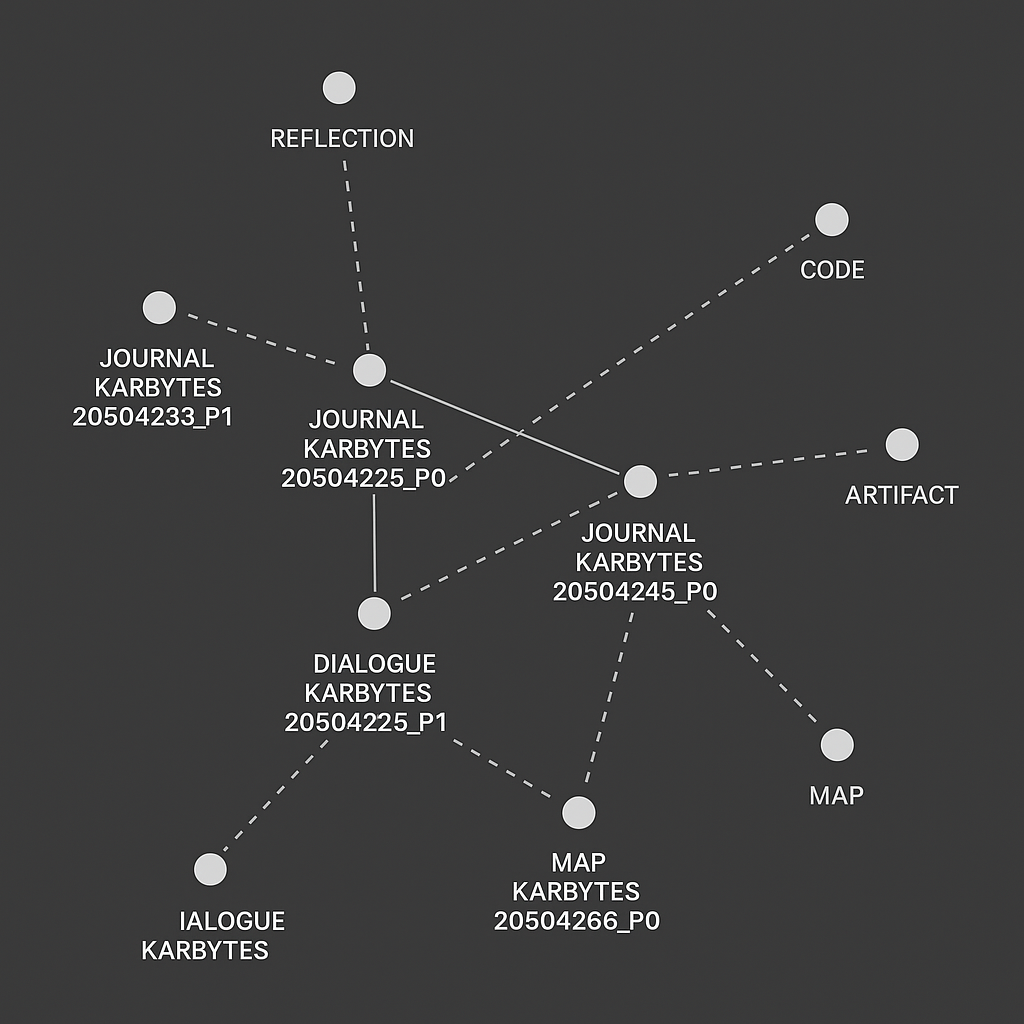 REFLECTION
CODE
JOURNAL
KARBYTES
20504233_P1
JOURNAL
KARBYTES
20504225_P0
ARTIFACT
JOURNAL
KARBYTES
20504245_P0
DIALOGUE
KARBYTES
20504225_P1
MAP
MAP
KARBYTES
20504266_P0
IALOGUE
KARBYTES